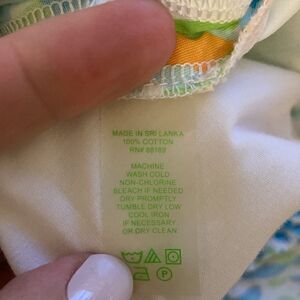 MADE IN SRI LANKA
100% COTTON
RN# 66169
MACHINE
WASH COLD
NON-CHLORINE
BLEACH IF NEEDED
DRY PROMPTLY
TUMBLE DRY LOW
COOL IRON
IF NECESSARY
OR DRY CLEAN
P